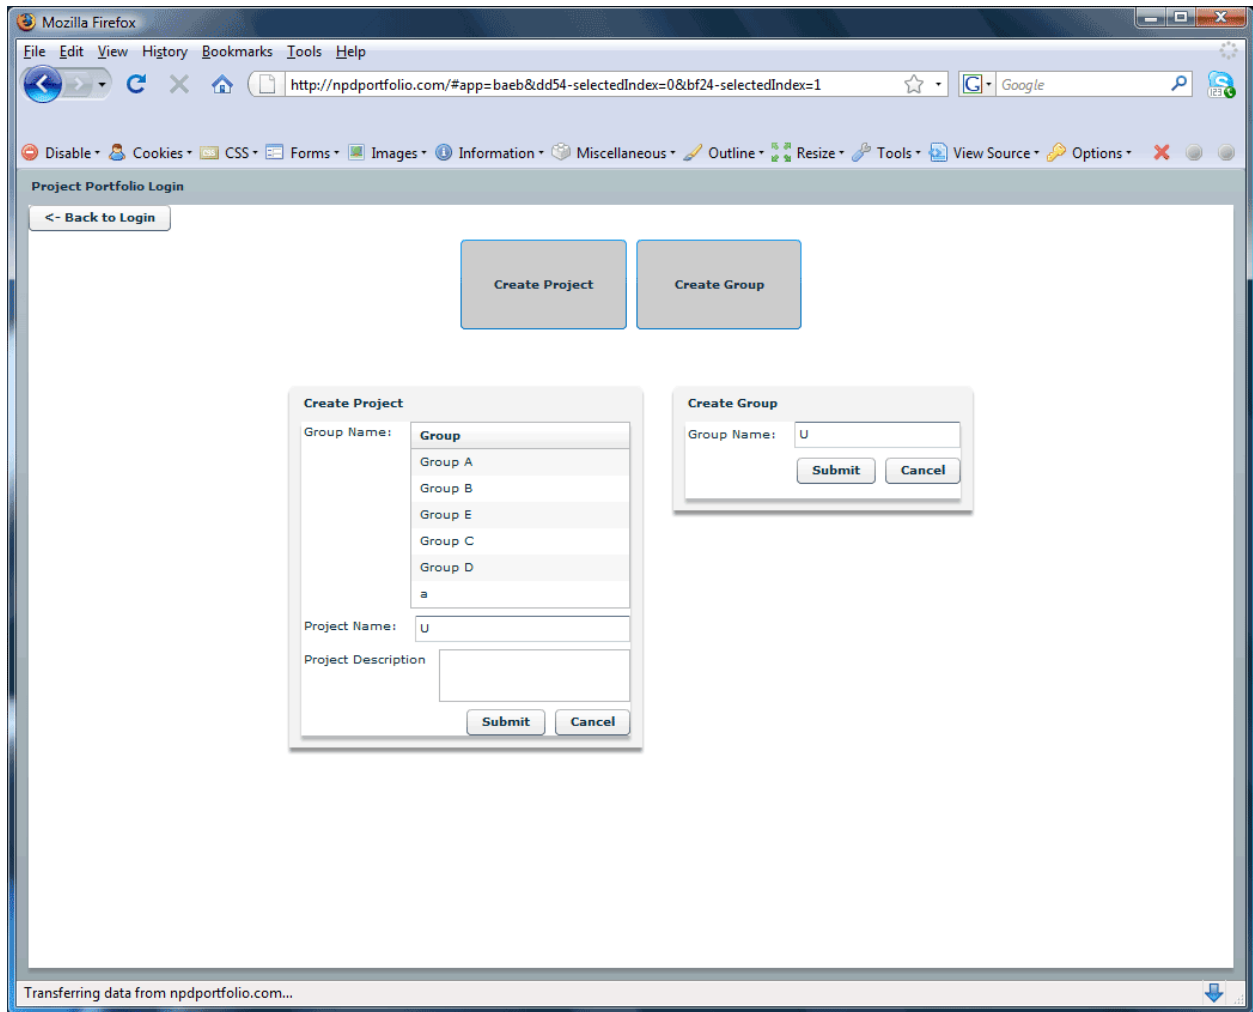 Mozilla Firefox
File Edit View History Bookmarks Tools Help
http://npdportfolio.com/#app=baeb&dd54-selectedIndex=0&bf24-selectedIndex=1 G Google 123
Disable Cookies CSS CSS Forms Images Information Miscellaneous Outline Resize Tools View Source Options
Project Portfolio Login
<- Back to Login
Create Project Create Group
Create Project
Group Name: Group
Group A
Group B
Group E
Group C
Group D
a
Project Name: U
Project Description
Submit Cancel
Create Group
Group Name: U
Submit Cancel
Transferring data from npdportfolio.com...